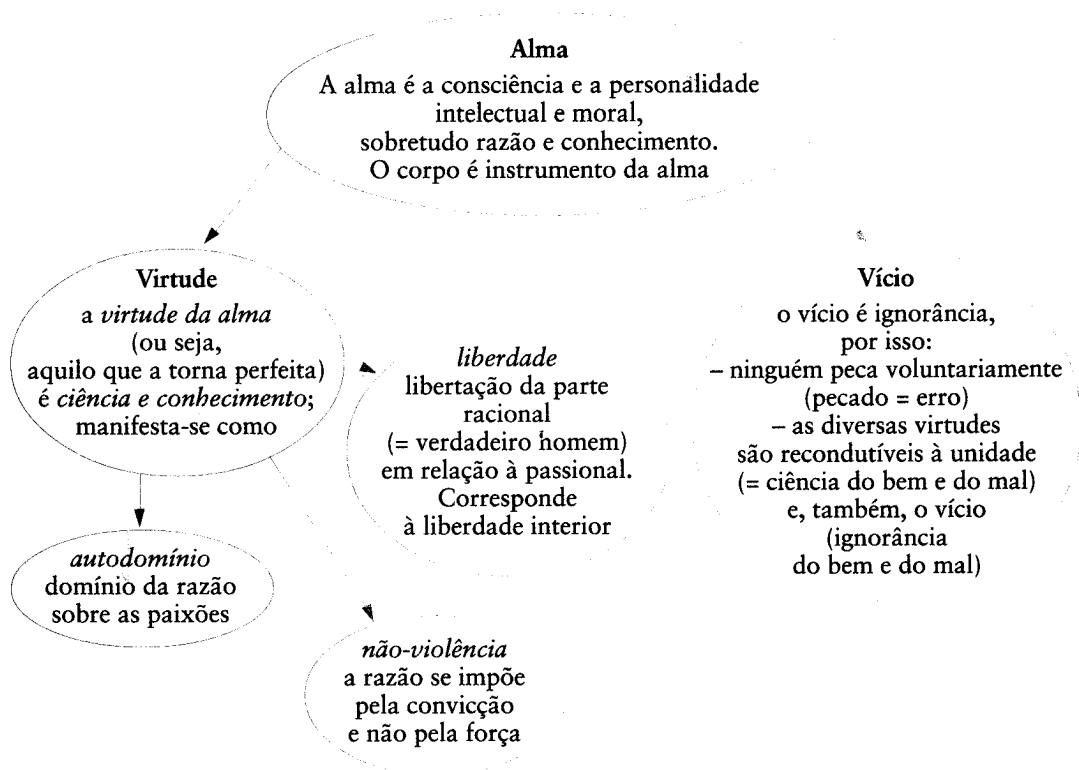 Alma
A alma é a consciência e a personalidade
intelectual e moral,
sobretudo razão e conhecimento.
O corpo é instrumento da alma
Virtude
a virtude da alma
(ou seja,
aquilo que a torna perfeita)
é ciência e conhecimento;
manifesta-se como
liberdade
libertação da parte
racional
(= verdadeiro homem)
em relação à passional.
Corresponde
à liberdade interior
Vício
o vício é ignorância,
por isso:
– ninguém peca voluntariamente
(pecado = erro)
– as diversas virtudes
são recondutíveis à unidade
(= ciência do bem e do mal)
e, também, o vício
(ignorância
do bem e do mal)
autodomínio
domínio da razão
sobre as paixões
não-violência
a razão se impõe
pela convicção
e não pela força